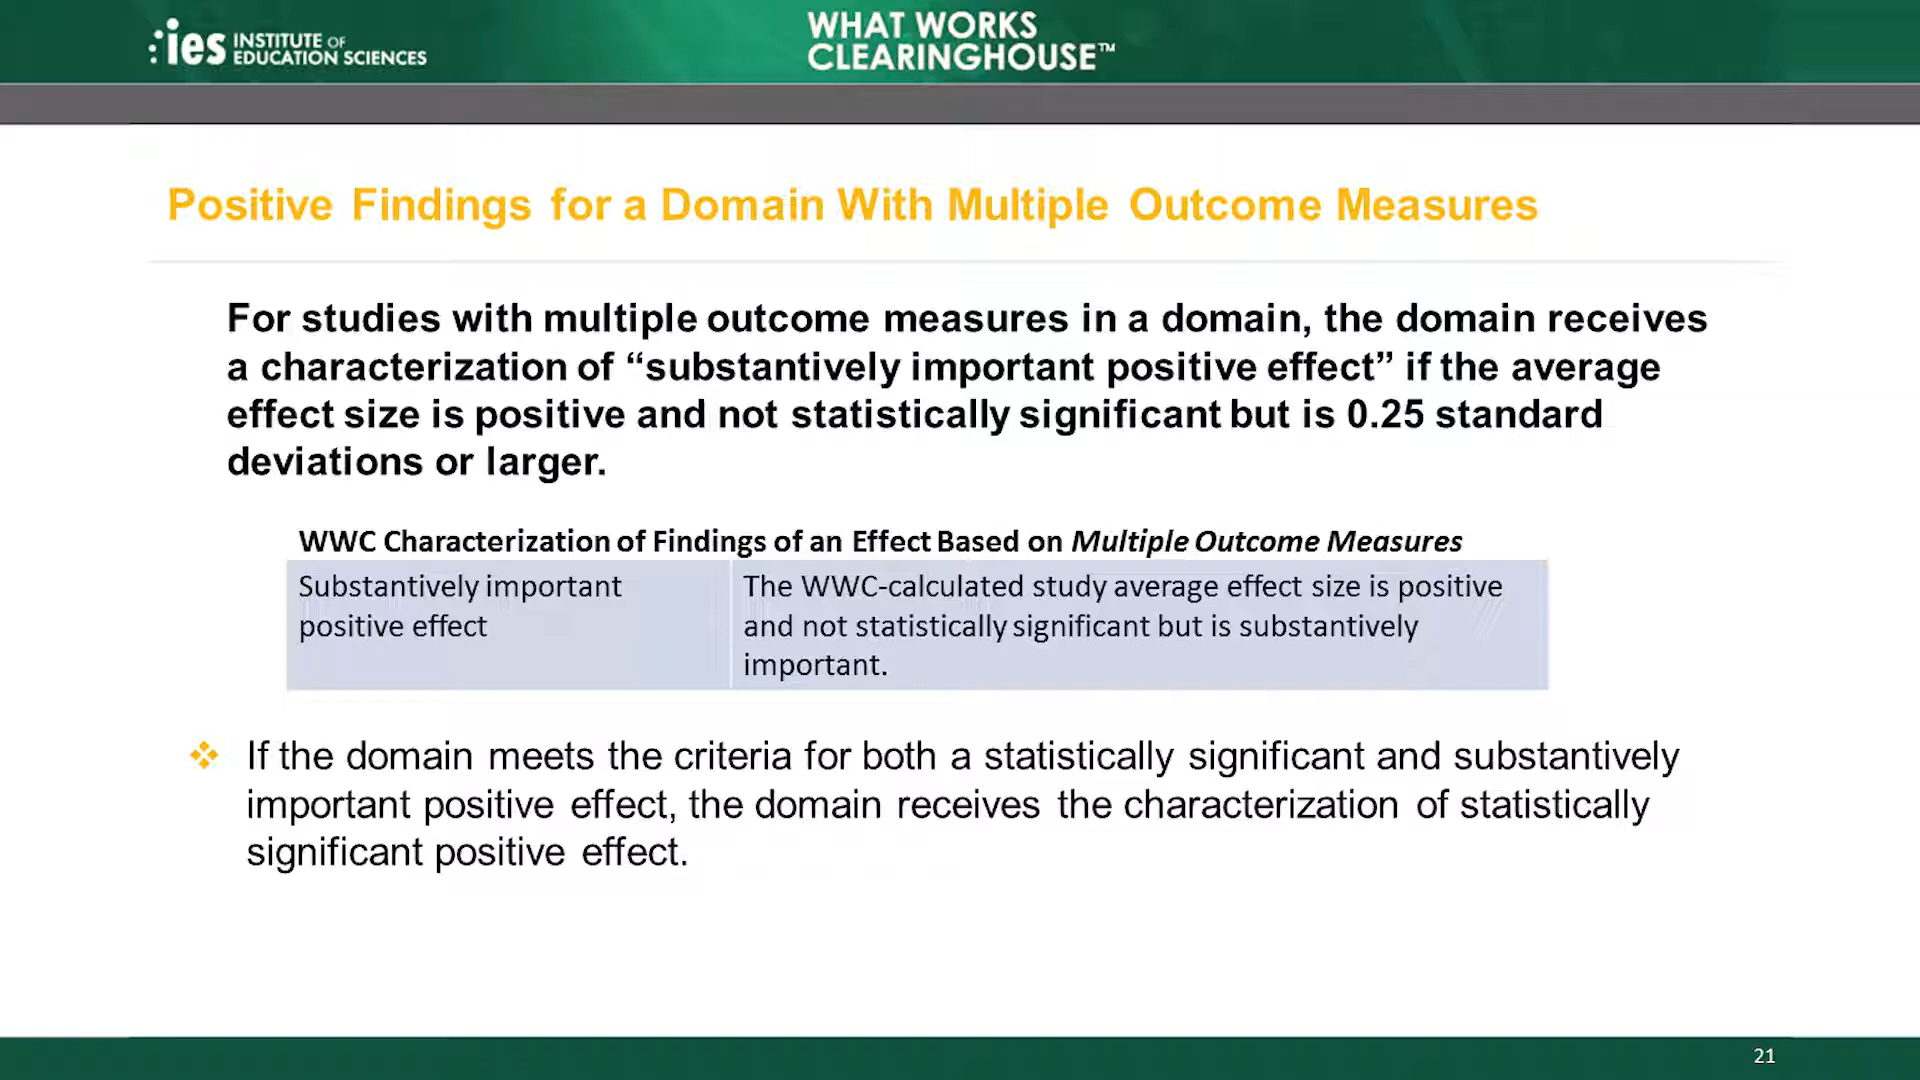 ies INSTITUTE OF
EDUCATION SCIENCES
WHAT WORKS
CLEARINGHOUSE™
Positive Findings for a Domain With Multiple Outcome Measures
For studies with multiple outcome measures in a domain, the domain receives
a characterization of “substantively important positive effect” if the average
effect size is positive and not statistically significant but is 0.25 standard
deviations or larger.
WWC Characterization of Findings of an Effect Based on Multiple Outcome Measures
Substantively important
positive effect
The WWC-calculated study average effect size is positive
and not statistically significant but is substantively
important.
❖ If the domain meets the criteria for both a statistically significant and substantively
important positive effect, the domain receives the characterization of statistically
significant positive effect.
21